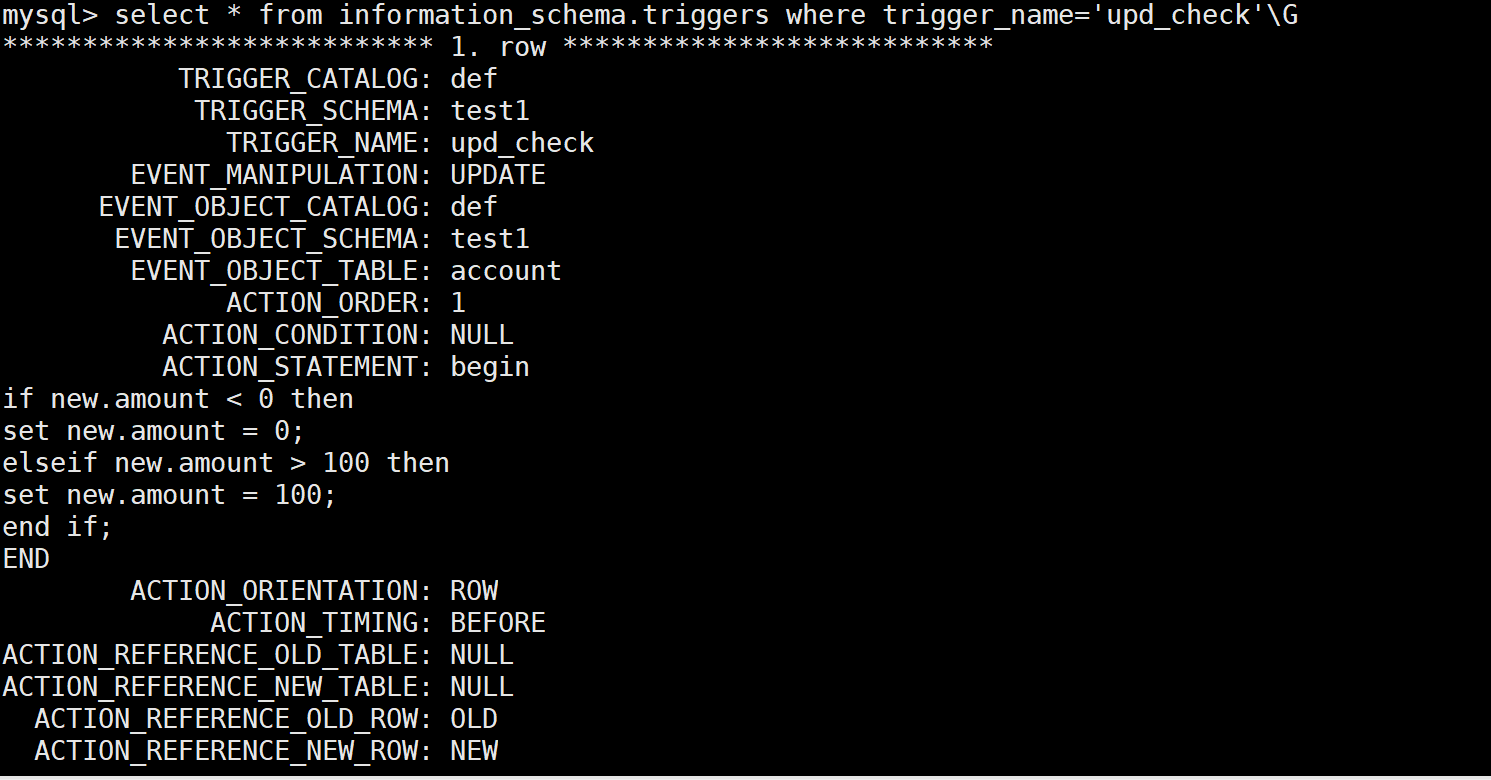 mysql> select * from information_schema.triggers where trigger_name='upd_check'\G
*************************** 1. row ***************************
TRIGGER_CATALOG: def
TRIGGER_SCHEMA: test1
TRIGGER_NAME: upd_check
EVENT_MANIPULATION: UPDATE
EVENT_OBJECT_CATALOG: def
EVENT_OBJECT_SCHEMA: test1
EVENT_OBJECT_TABLE: account
ACTION_ORDER: 1
ACTION_CONDITION: NULL
ACTION_STATEMENT: begin
if new.amount < 0 then
set new.amount = 0;
elseif new.amount > 100 then
set new.amount = 100;
end if;
END
ACTION_ORIENTATION: ROW
ACTION_TIMING: BEFORE
ACTION_REFERENCE_OLD_TABLE: NULL
ACTION_REFERENCE_NEW_TABLE: NULL
ACTION_REFERENCE_OLD_ROW: OLD
ACTION_REFERENCE_NEW_ROW: NEW